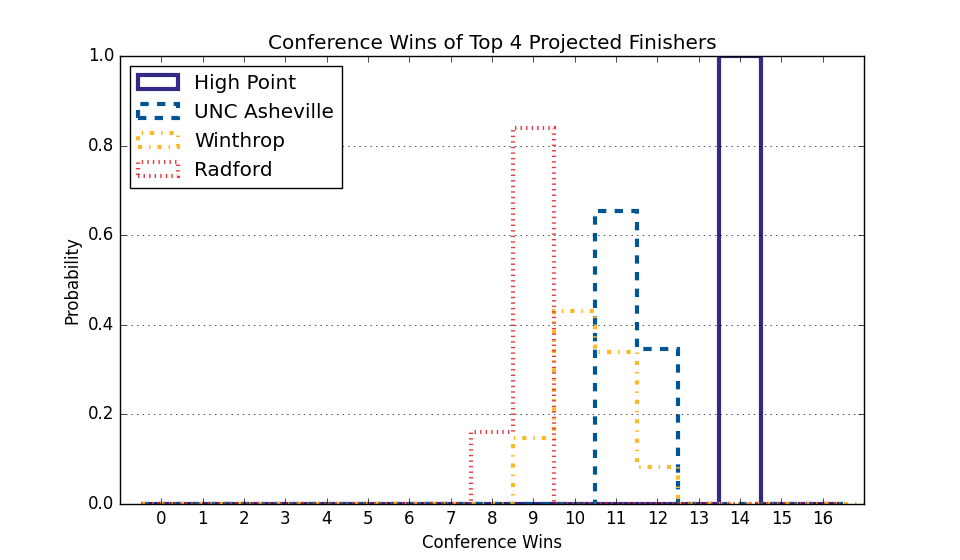 Conference Wins of Top 4 Projected Finishers
High Point
UNC Asheville
Winthrop
Radford
1.0
0.8
0.6
0.4
0.2
0.0
Probability
0 1 2 3 4 5 6 7 8 9 10 11 12 13 14 15 16
Conference Wins